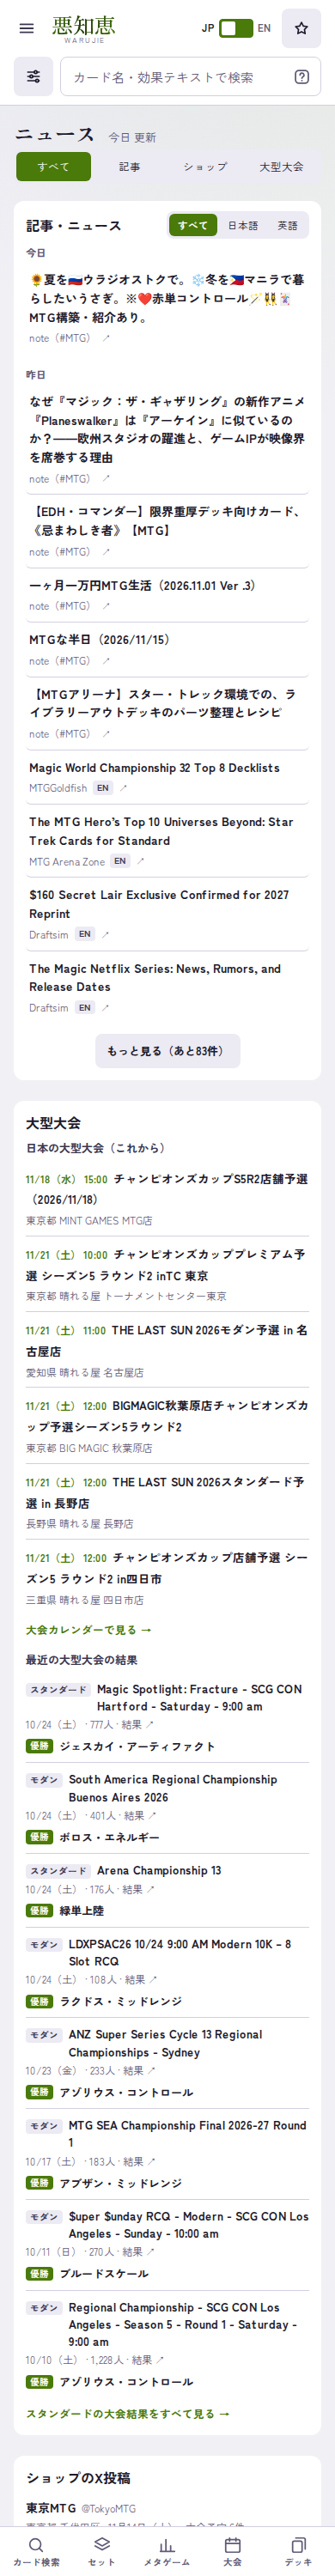 悪知恵
WARUJIE
JP EN
カード名・効果テキストで検索
ニュース 今日 更新
すべて 記事 ショップ 大型大会
記事・ニュース すべて 日本語 英語
今日
🌻夏を🇷🇺ウラジオストクで。❄️冬を🇵🇭マニラで暮
らしたいうさぎ。※❤️赤単コントロール🪄👯🃏
MTG構築・紹介あり。
note（#MTG） ↗
昨日
なぜ『マジック：ザ・ギャザリング』の新作アニメ
『Planeswalker』は『アーケイン』に似ているの
か？――欧州スタジオの躍進と、ゲームIPが映像界
を席巻する理由
note（#MTG） ↗
【EDH・コマンダー】限界重厚デッキ向けカード、
《忌まわしき者》【MTG】
note（#MTG） ↗
一ヶ月一万円MTG生活（2026.11.01 Ver .3）
note（#MTG） ↗
MTGな半日（2026/11/15）
note（#MTG） ↗
【MTGアリーナ】スター・トレック環境での、ラ
イブラリーアウトデッキのパーツ整理とレシピ
note（#MTG） ↗
Magic World Championship 32 Top 8 Decklists
MTGGoldfish EN ↗
The MTG Hero's Top 10 Universes Beyond: Star
Trek Cards for Standard
MTG Arena Zone EN ↗
$160 Secret Lair Exclusive Confirmed for 2027
Reprint
Draftsim EN ↗
The Magic Netflix Series: News, Rumors, and
Release Dates
Draftsim EN ↗
もっと見る（あと83件）
大型大会
日本の大型大会（これから）
11/18（水）15:00 チャンピオンズカップS5R2店舗予選
（2026/11/18）
東京都 MINT GAMES MTG店
11/21（土）10:00 チャンピオンズカッププレミアム予
選 シーズン5 ラウンド2 inTC 東京
東京都 晴れる屋 トーナメントセンター東京
11/21（土）11:00 THE LAST SUN 2026モダン予選 in 名
古屋店
愛知県 晴れる屋 名古屋店
11/21（土）12:00 BIGMAGIC秋葉原店チャンピオンズカ
ップ予選シーズン5ラウンド2
東京都 BIG MAGIC 秋葉原店
11/21（土）12:00 THE LAST SUN 2026スタンダード予
選 in 長野店
長野県 晴れる屋 長野店
11/21（土）12:00 チャンピオンズカップ店舗予選 シー
ズン5 ラウンド2 in四日市
三重県 晴れる屋 四日市店
大会カレンダーで見る →
最近の大型大会の結果
スタンダード Magic Spotlight: Fracture - SCG CON
Hartford - Saturday - 9:00 am
10/24（土） · 777人 · 結果 ↗
優勝 ジェスカイ・アーティファクト
モダン South America Regional Championship
Buenos Aires 2026
10/24（土） · 401人 · 結果 ↗
優勝 ボロス・エネルギー
スタンダード Arena Championship 13
10/24（土） · 176人 · 結果 ↗
優勝 緑単上陸
モダン LDXPSAC26 10/24 9:00 AM Modern 10K – 8
Slot RCQ
10/24（土） · 108人 · 結果 ↗
優勝 ラクドス・ミッドレンジ
モダン ANZ Super Series Cycle 13 Regional
Championships - Sydney
10/23（金） · 233人 · 結果 ↗
優勝 アゾリウス・コントロール
モダン MTG SEA Championship Final 2026-27 Round
1
10/17（土） · 183人 · 結果 ↗
優勝 アブザン・ミッドレンジ
モダン $uper $unday RCQ - Modern - SCG CON Los
Angeles - Sunday - 10:00 am
10/11（日） · 270人 · 結果 ↗
優勝 ブルードスケール
モダン Regional Championship - SCG CON Los
Angeles - Season 5 - Round 1 - Saturday -
9:00 am
10/10（土） · 1,228人 · 結果 ↗
優勝 アゾリウス・コントロール
スタンダードの大会結果をすべて見る →
ショップのX投稿
東京MTG @TokyoMTG
カード検索 セット メタゲーム 大会 デッキ